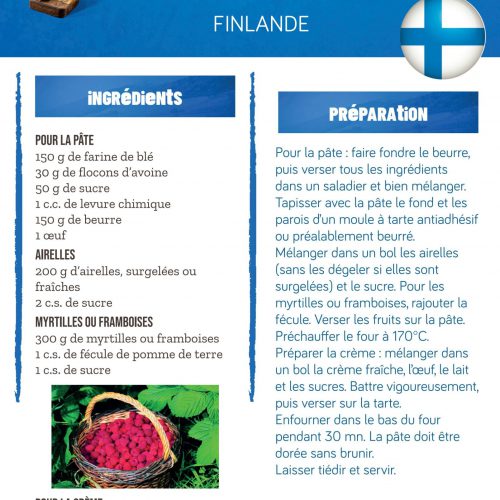 FINLANDE
INGRÉDIENTS
POUR LA PÂTE
150 g de farine de blé
30 g de flocons d'avoine
50 g de sucre
1 c.c. de levure chimique
150 g de beurre
1 œuf
AIRELLES
200 g d'airelles, surgelées ou
fraîches
2 c.s. de sucre
MYRTILLES OU FRAMBOISES
300 g de myrtilles ou framboises
1 c.s. de fécule de pomme de terre
1 c.s. de sucre
PRÉPARATION
Pour la pâte : faire fondre le beurre,
puis verser tous les ingrédients
dans un saladier et bien mélanger.
Tapisser avec la pâte le fond et les
parois d'un moule à tarte antiadhésif
ou préalablement beurré.
Mélanger dans un bol les airelles
(sans les dégeler si elles sont
surgelées) et le sucre. Pour les
myrtilles ou framboises, rajouter la
fécule. Verser les fruits sur la pâte.
Préchauffer le four à 170°C.
Préparer la crème : mélanger dans
un bol la crème fraîche, l'œuf, le lait
et les sucres. Battre vigoureusement,
puis verser sur la tarte.
Enfourner dans le bas du four
pendant 30 mn. La pâte doit être
dorée sans brunir.
Laisser tiédir et servir.